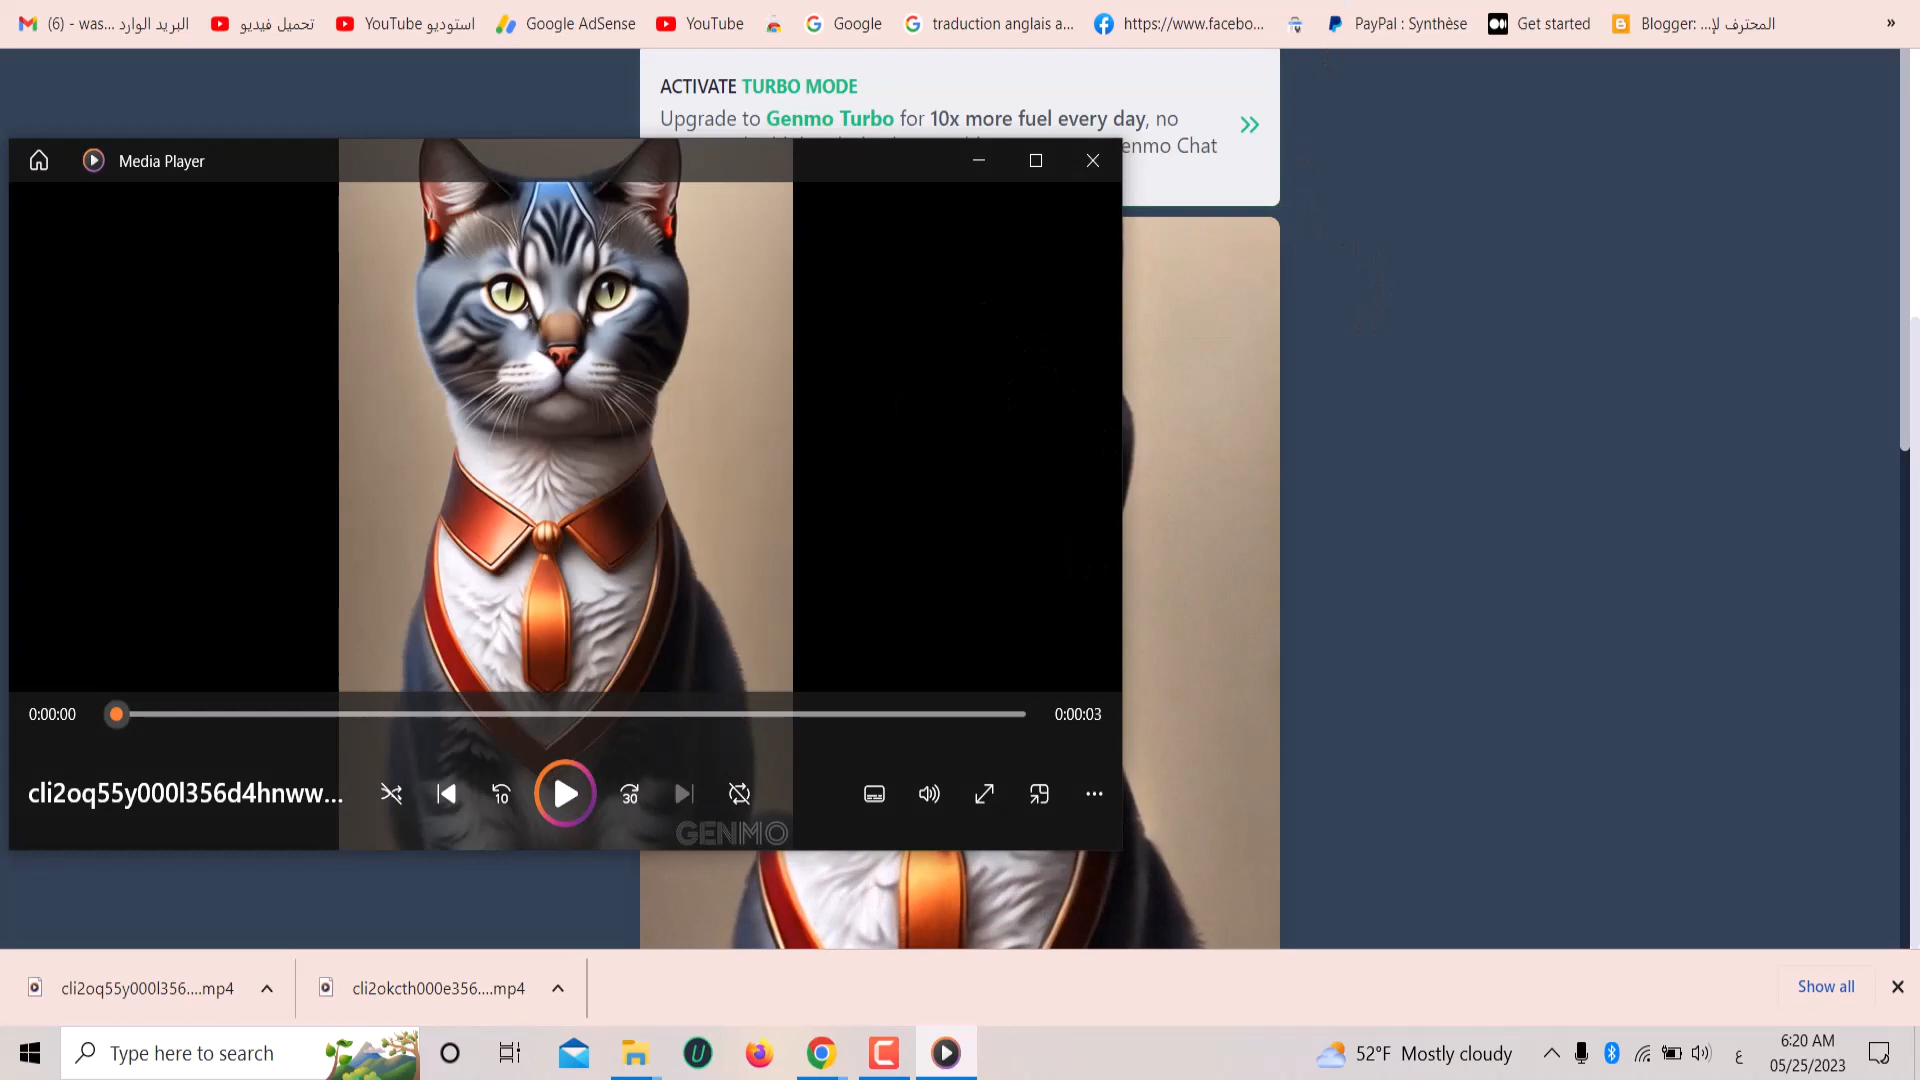 (6) - was... البريد الوارد
تحميل فيديو
استوديو YouTube
Google AdSense
YouTube
Google
traduction anglais a...
https://www.facebo...
PayPal : Synthèse
Get started
Blogger: ...المحترف لإ
»
ACTIVATE TURBO MODE
Upgrade to Genmo Turbo for 10x more fuel every day, no
enmo Chat
Media Player
0:00:00
0:00:03
cli2oq55y000l356d4hnww...
10
30
GENMO
cli2oq55y000l356....mp4
cli2okcth000e356....mp4
Show all
Type here to search
52°F Mostly cloudy
ع
6:20 AM
05/25/2023